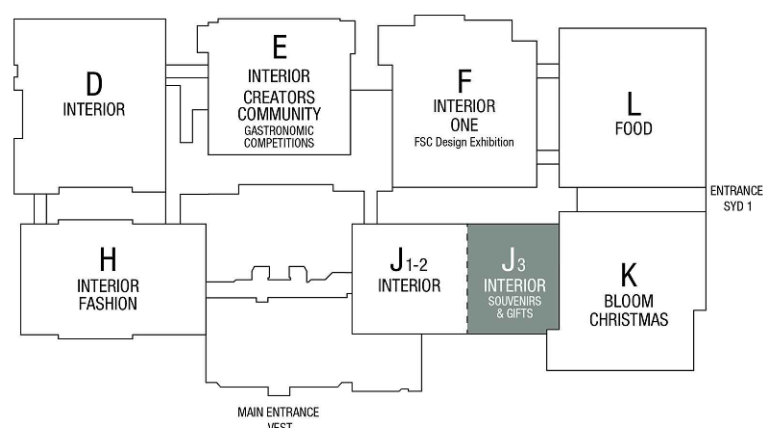 D
INTERIOR
E
INTERIOR
CREATORS
COMMUNITY
GASTRONOMIC
COMPETITIONS
F
INTERIOR
ONE
FSC Design Exhibition
L
FOOD
ENTRANCE
SYD 1
H
INTERIOR
FASHION
J1-2
INTERIOR
J3
INTERIOR
SOUVENIRS
& GIFTS
K
BLOOM
CHRISTMAS
MAIN ENTRANCE
VEST